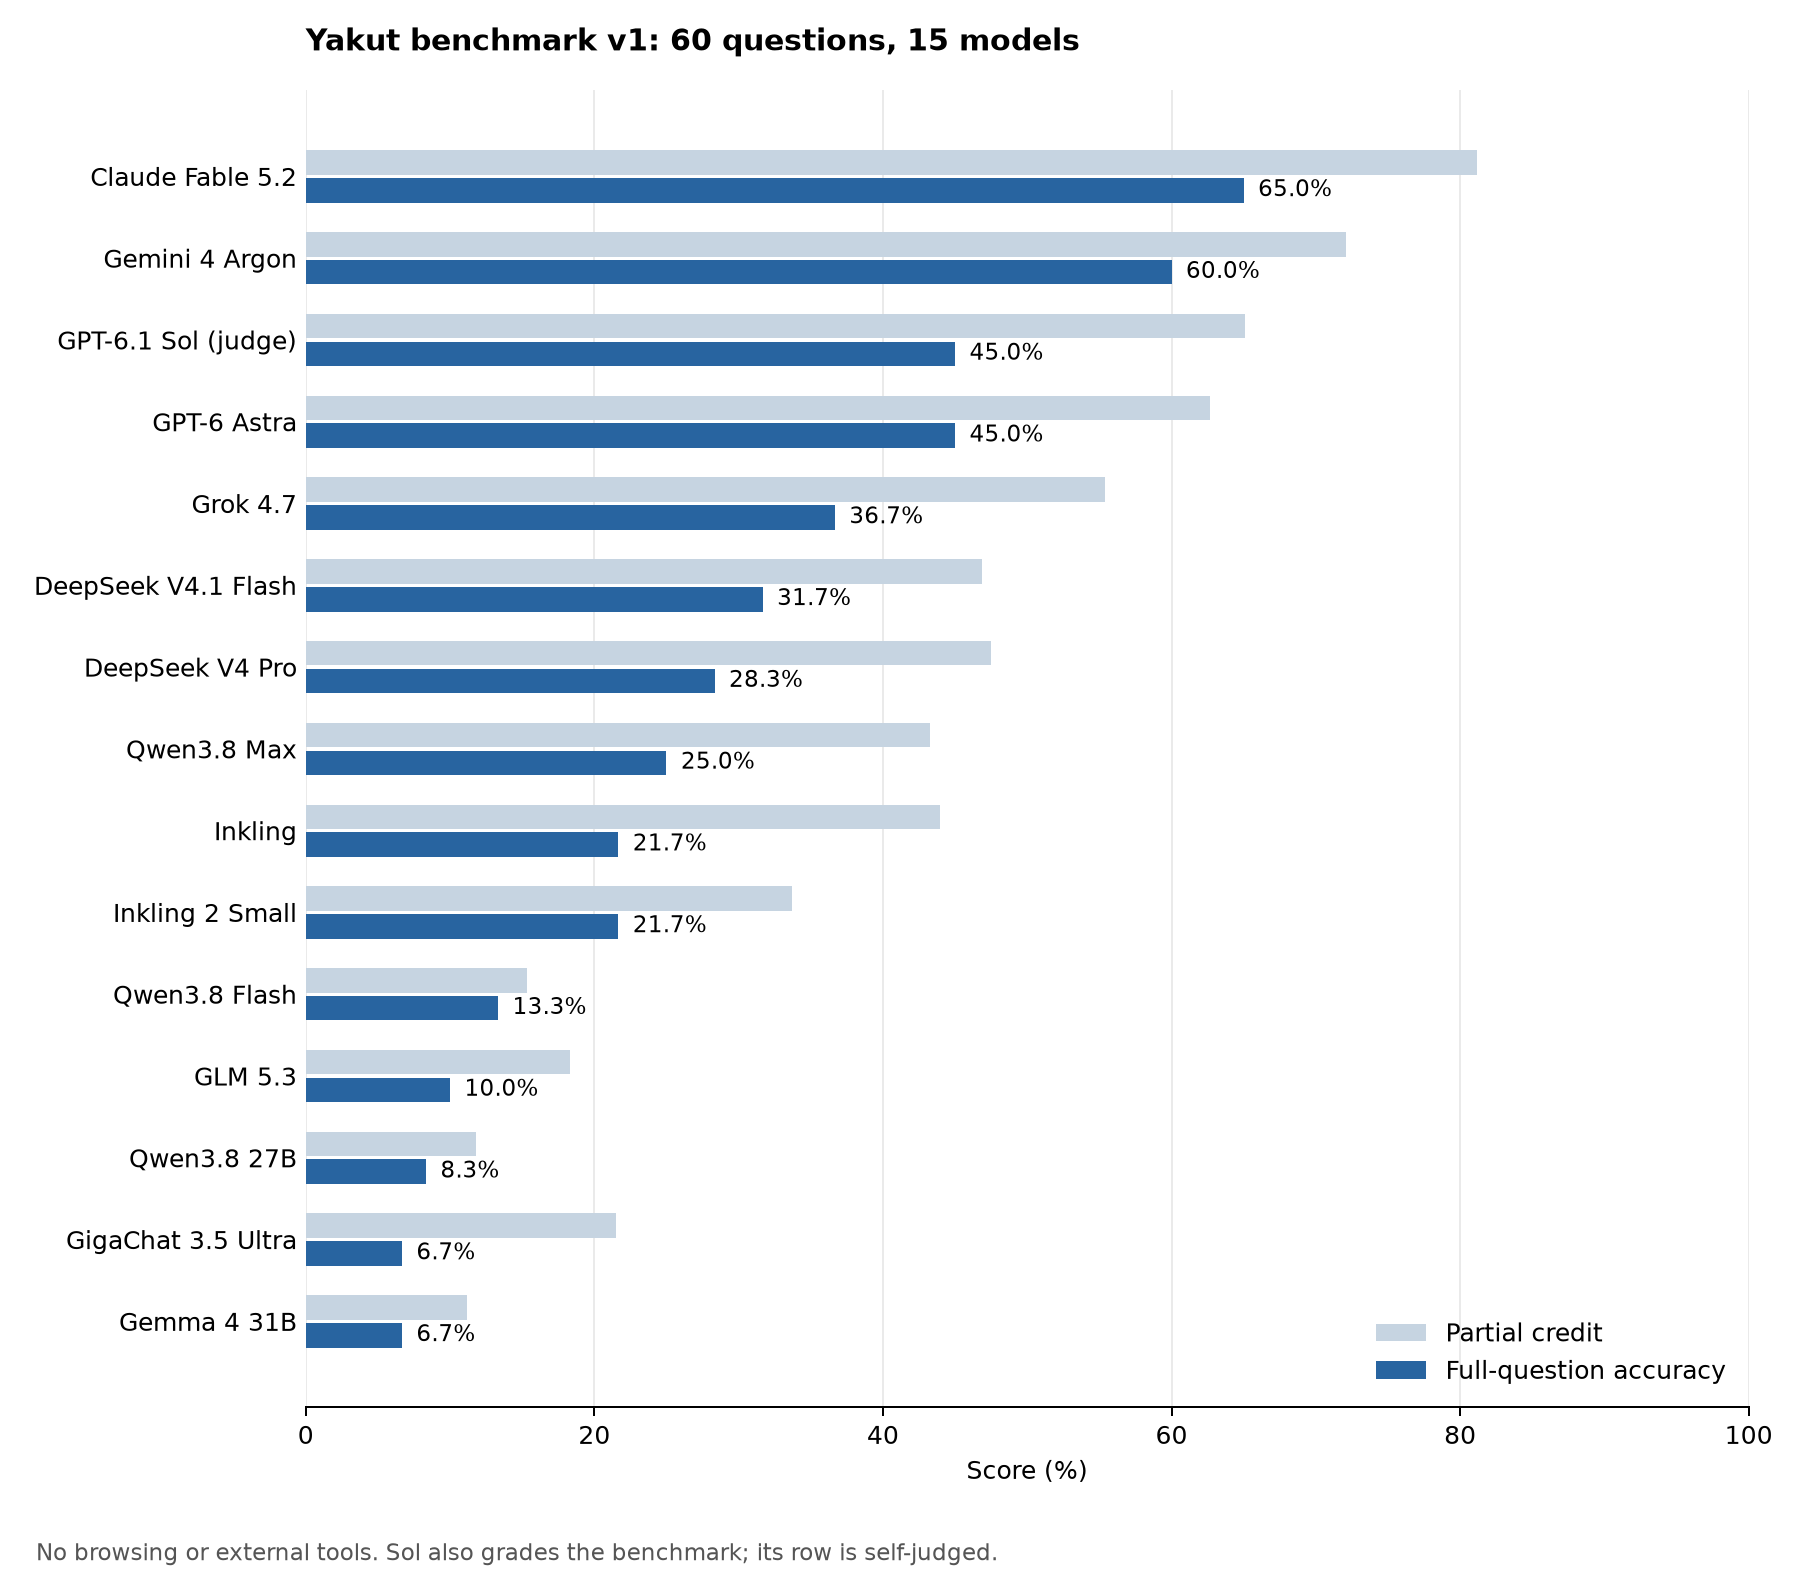 Yakut benchmark v1: 60 questions, 15 models
Claude Fable 5.2
65.0%
Gemini 4 Argon
60.0%
GPT-6.1 Sol (judge)
45.0%
GPT-6 Astra
45.0%
Grok 4.7
36.7%
DeepSeek V4.1 Flash
31.7%
DeepSeek V4 Pro
28.3%
Qwen3.8 Max
25.0%
Inkling
21.7%
Inkling 2 Small
21.7%
Qwen3.8 Flash
13.3%
GLM 5.3
10.0%
Qwen3.8 27B
8.3%
GigaChat 3.5 Ultra
6.7%
Gemma 4 31B
6.7%
Partial credit
Full-question accuracy
0 20 40 60 80 100
Score (%)
No browsing or external tools. Sol also grades the benchmark; its row is self-judged.